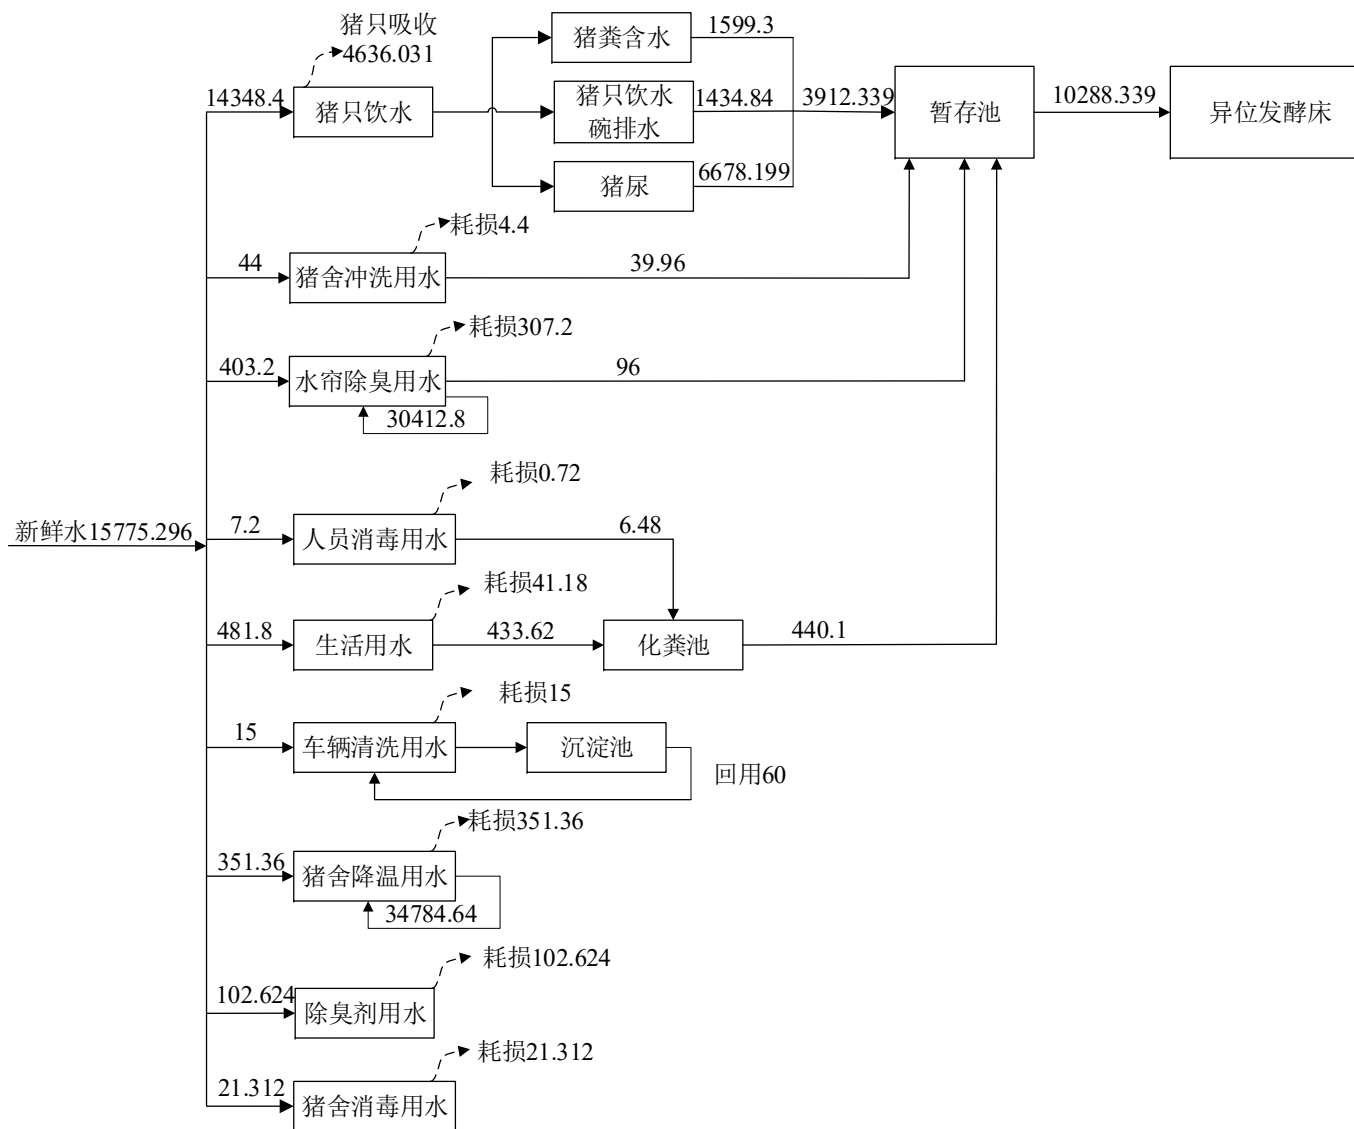 猪只吸收
4636.031
14348.4
猪只饮水
猪粪含水
1599.3
猪只饮水
碗排水
1434.84
3912.339
猪尿
6678.199
暂存池
10288.339
异位发酵床
耗损4.4
44
猪舍冲洗用水
39.96
耗损307.2
403.2
水帘除臭用水
96
30412.8
新鲜水15775.296
耗损0.72
7.2
人员消毒用水
6.48
耗损41.18
481.8
生活用水
433.62
化粪池
440.1
耗损15
15
车辆清洗用水
沉淀池
回用60
耗损351.36
351.36
猪舍降温用水
34784.64
耗损102.624
102.624
除臭剂用水
耗损21.312
21.312
猪舍消毒用水